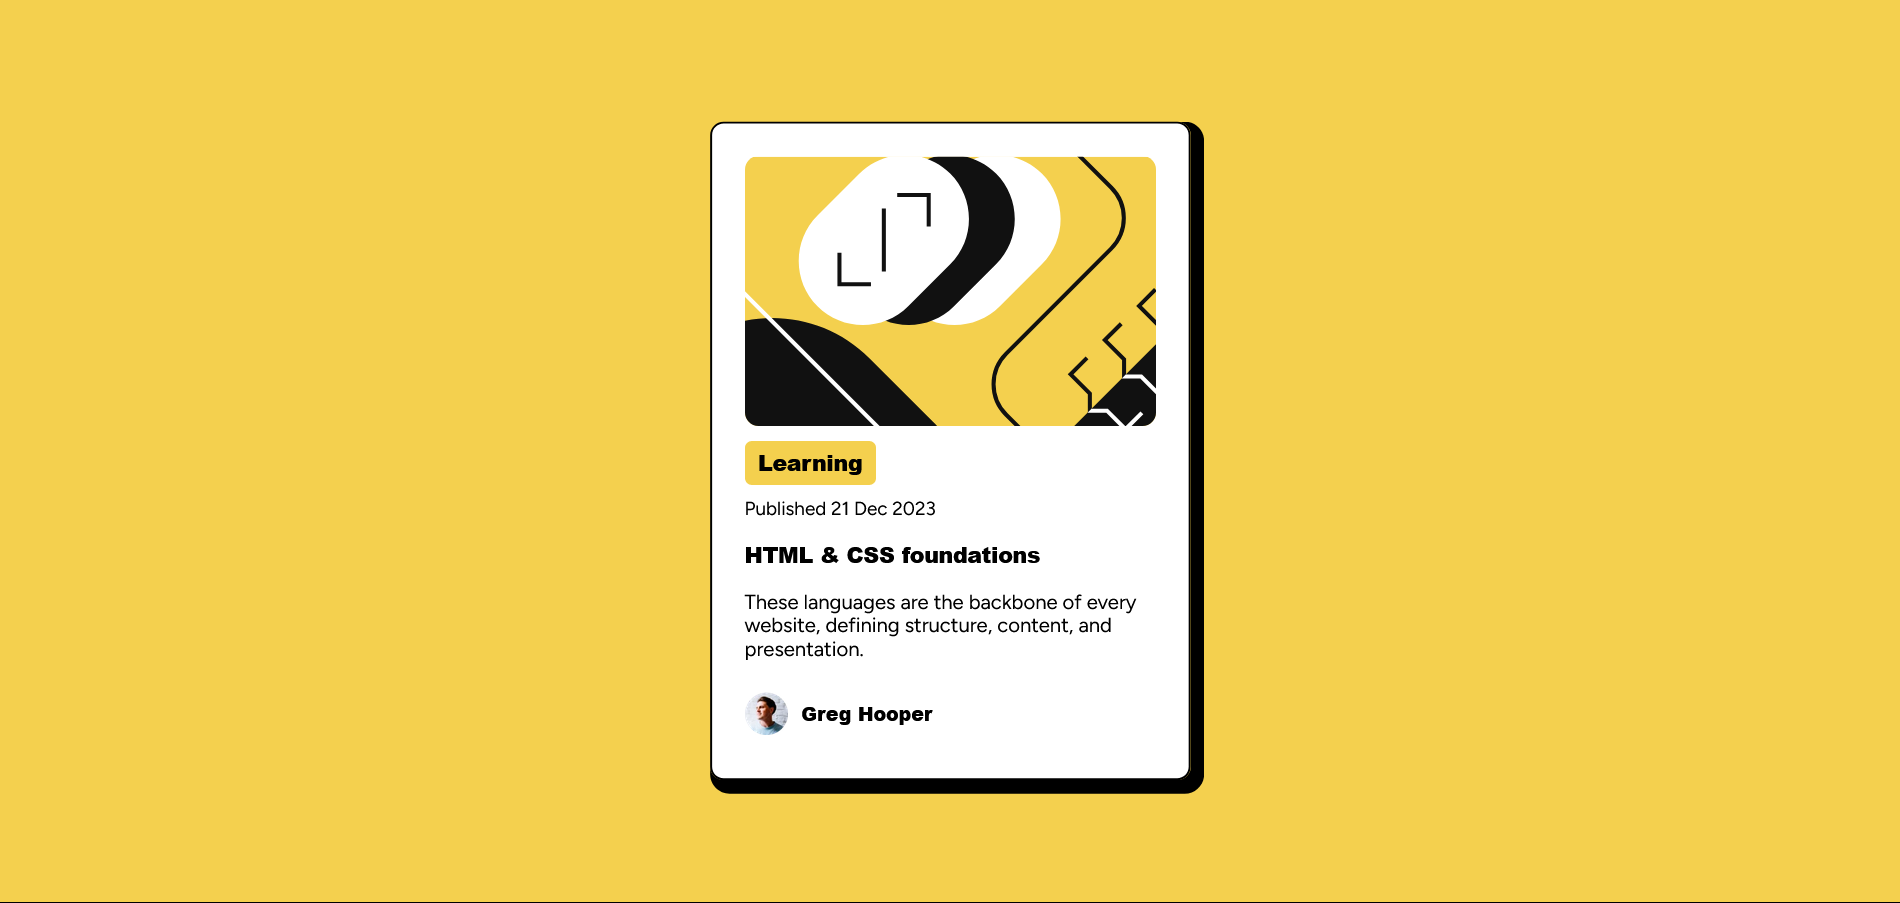 Learning
Published 21 Dec 2023
HTML & CSS foundations
These languages are the backbone of every
website, defining structure, content, and
presentation.
Greg Hooper